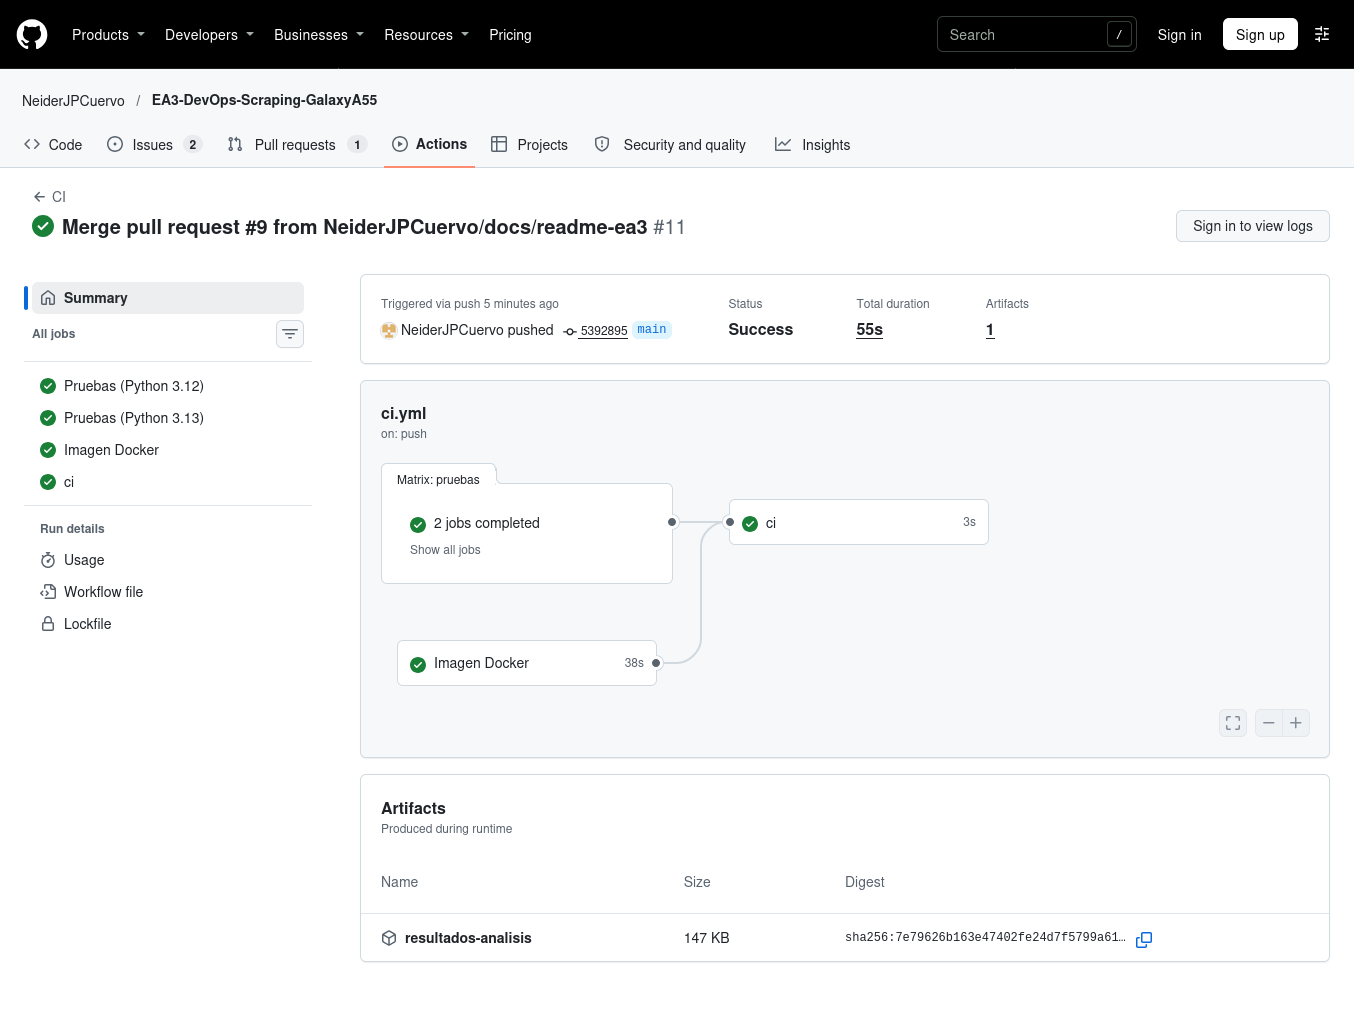 Products Developers Businesses Resources Pricing Search / Sign in Sign up
NeiderJPCuervo / EA3-DevOps-Scraping-GalaxyA55
Code Issues 2 Pull requests 1 Actions Projects Security and quality Insights
CI
Merge pull request #9 from NeiderJPCuervo/docs/readme-ea3 #11
Sign in to view logs
Summary
All jobs
Pruebas (Python 3.12)
Pruebas (Python 3.13)
Imagen Docker
ci
Run details
Usage
Workflow file
Lockfile
Triggered via push 5 minutes ago
NeiderJPCuervo pushed 5392895 main
Status
Success
Total duration
55s
Artifacts
1
ci.yml
on: push
Matrix: pruebas
2 jobs completed
Show all jobs
ci 3s
Imagen Docker 38s
Artifacts
Produced during runtime
Name Size Digest
resultados-analisis 147 KB sha256:7e79626b163e47402fe24d7f5799a61…